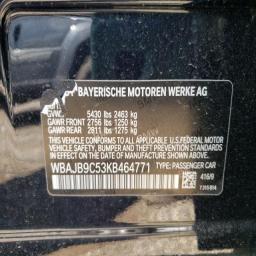 BAYERISCHE MOTOREN WERKE AG
GVWR 5430 lbs 2463 kg
GAWR FRONT 2756 lbs 1250 kg
GAWR REAR 2811 lbs 1275 kg
THIS VEHICLE CONFORMS TO ALL APPLICABLE U.S. FEDERAL MOTOR
VEHICLE SAFETY, BUMPER, AND THEFT PREVENTION
STANDARDS IN EFFECT ON THE DATE OF
MANUFACTURE SHOWN ABOVE.
WBAJB9C53KB464771 TYPE: PASSENGER CAR
416/9